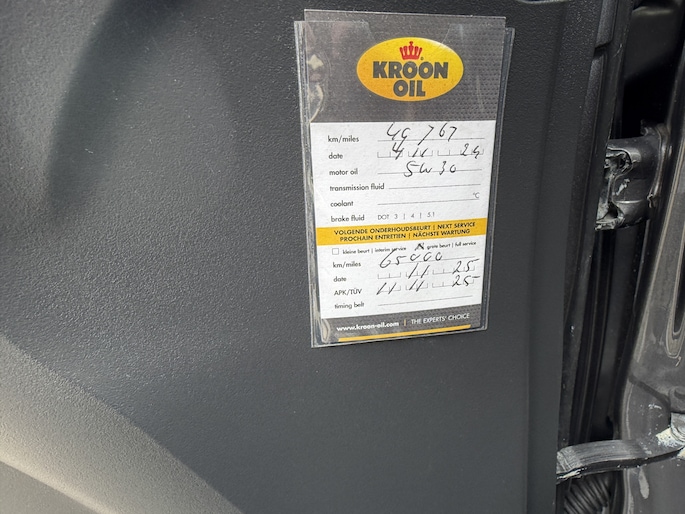 KROON
OIL
km/miles 49 767
date 4 11 24
motor oil 5W30
transmission fluid
coolant °C
brake fluid DOT 3 | 4 | 5.1
VOLGENDE ONDERHOUDSBEURT | NEXT SERVICE
PROCHAIN ENTRETIEN | NÄCHSTE WARTUNG
kleine beurt | interim service X grote beurt | full service
km/miles 65000
date 11 25
APK/TÜV 11 11 25
timing belt
www.kroon-oil.com | THE EXPERTS' CHOICE